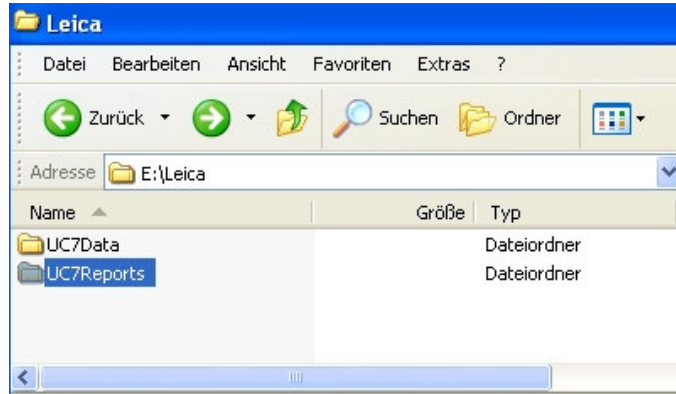 Leica
Datei Bearbeiten Ansicht Favoriten Extras ?
Zurück Suchen Ordner
Adresse E:\Leica
Name Größe Typ
UC7Data Dateiordner
UC7Reports Dateiordner